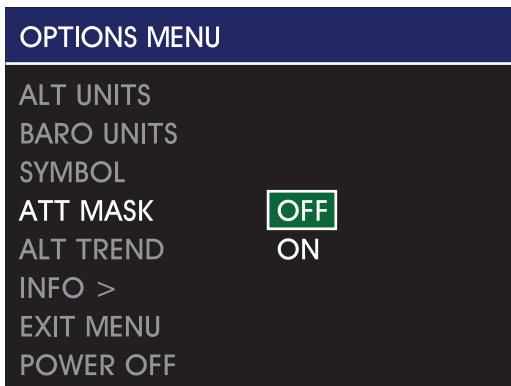 OPTIONS MENU
ALT UNITS
BARO UNITS
SYMBOL
ATT MASK OFF
ALT TREND ON
INFO >
EXIT MENU
POWER OFF